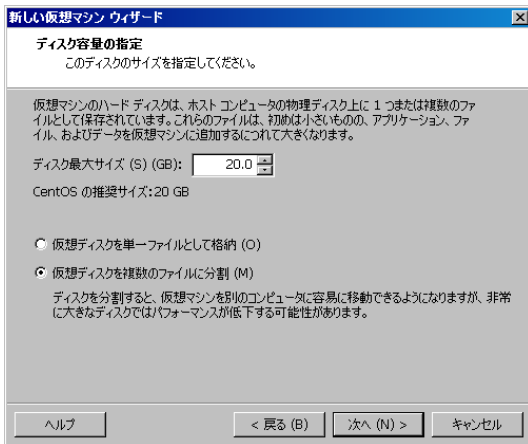 新しい仮想マシン ウィザード
ディスク容量の指定
このディスクのサイズを指定してください。
仮想マシンのハード ディスクは、ホスト コンピュータの物理ディスク上に 1 つまたは複数のファ
イルとして保存されています。これらのファイルは、初めは小さいものの、アプリケーション、ファ
イル、およびデータを仮想マシンに追加するにつれて大きくなります。
ディスク最大サイズ (S) (GB): 20.0
CentOS の推奨サイズ:20 GB
仮想ディスクを単一ファイルとして格納 (O)
仮想ディスクを複数のファイルに分割 (M)
ディスクを分割すると、仮想マシンを別のコンピュータに容易に移動できるようになりますが、非常
に大きなディスクではパフォーマンスが低下する可能性があります。
ヘルプ < 戻る (B) 次へ (N) > キャンセル